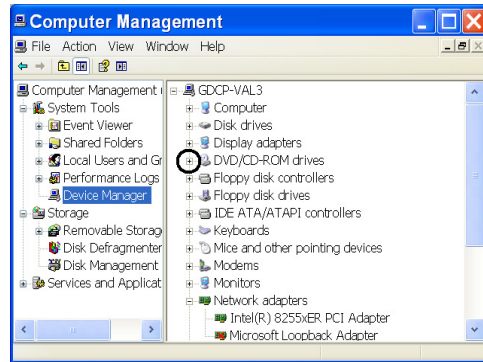 Computer Management
File Action View Window Help
Computer Management
System Tools
Event Viewer
Shared Folders
Local Users and Gr
Performance Logs
Device Manager
Storage
Removable Storag
Disk Defragmenter
Disk Management
Services and Applicat
GDCP-VAL3
Computer
Disk drives
Display adapters
DVD/CD-ROM drives
Floppy disk controllers
Floppy disk drives
IDE ATA/ATAPI controllers
Keyboards
Mice and other pointing devices
Modems
Monitors
Network adapters
Intel(R) 8255xER PCI Adapter
Microsoft Loopback Adapter